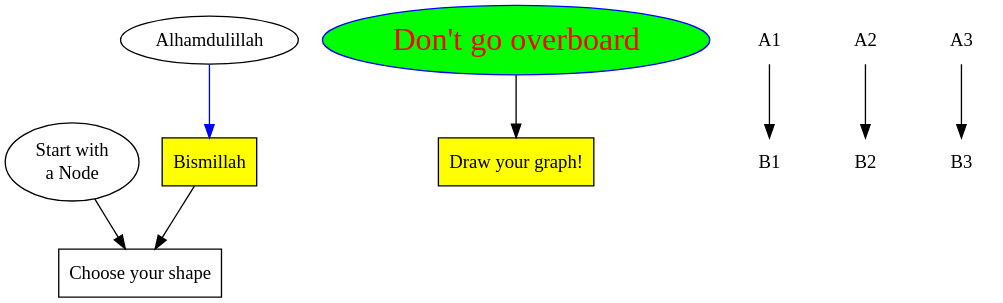 Alhamdulillah
Don't go overboard
A1
A2
A3
Start with
a Node
Bismillah
Draw your graph!
B1
B2
B3
Choose your shape